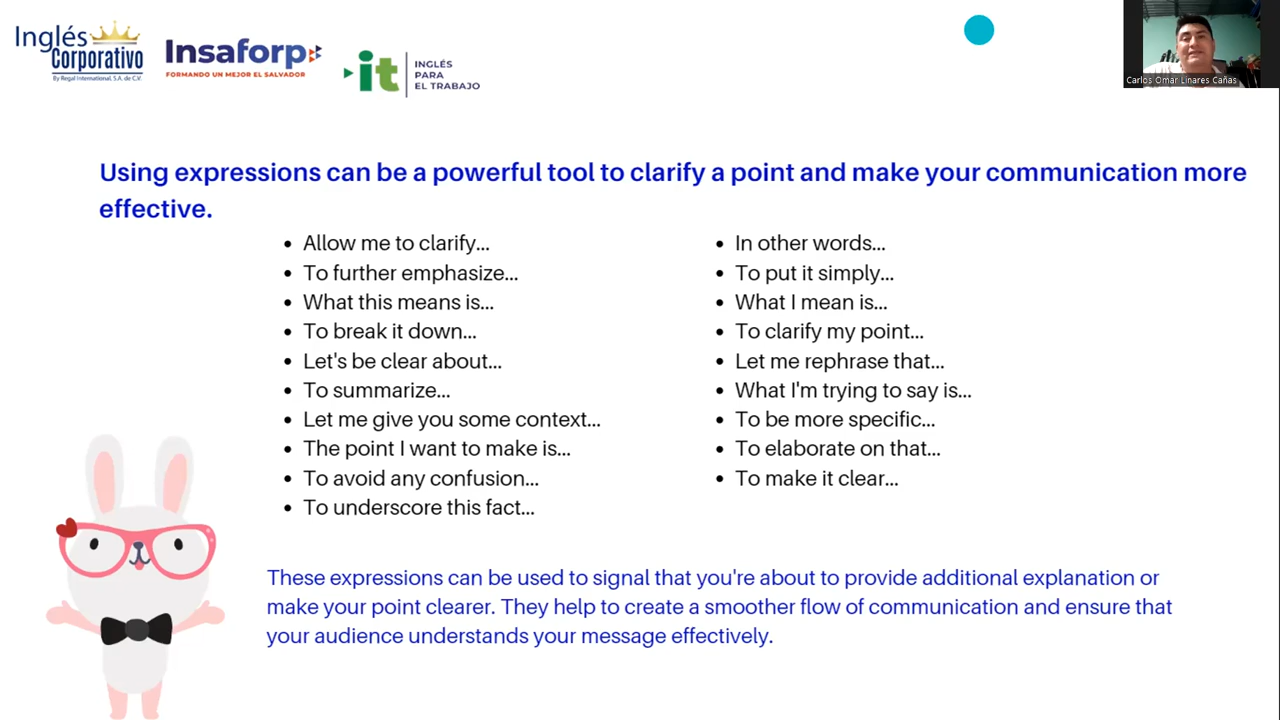 Inglés
Corporativo
By Regal International, S.A. de C.V.
Insaforp
FORMANDO UN MEJOR EL SALVADOR
it
INGLÉS
PARA
EL TRABAJO
Carlos Omar Linares Cañas
Using expressions can be a powerful tool to clarify a point and make your communication more
effective.
• Allow me to clarify...
• To further emphasize...
• What this means is...
• To break it down...
• Let's be clear about...
• To summarize...
• Let me give you some context...
• The point I want to make is...
• To avoid any confusion...
• To underscore this fact...
• In other words...
• To put it simply...
• What I mean is...
• To clarify my point...
• Let me rephrase that...
• What I'm trying to say is...
• To be more specific...
• To elaborate on that...
• To make it clear...
These expressions can be used to signal that you're about to provide additional explanation or
make your point clearer. They help to create a smoother flow of communication and ensure that
your audience understands your message effectively.